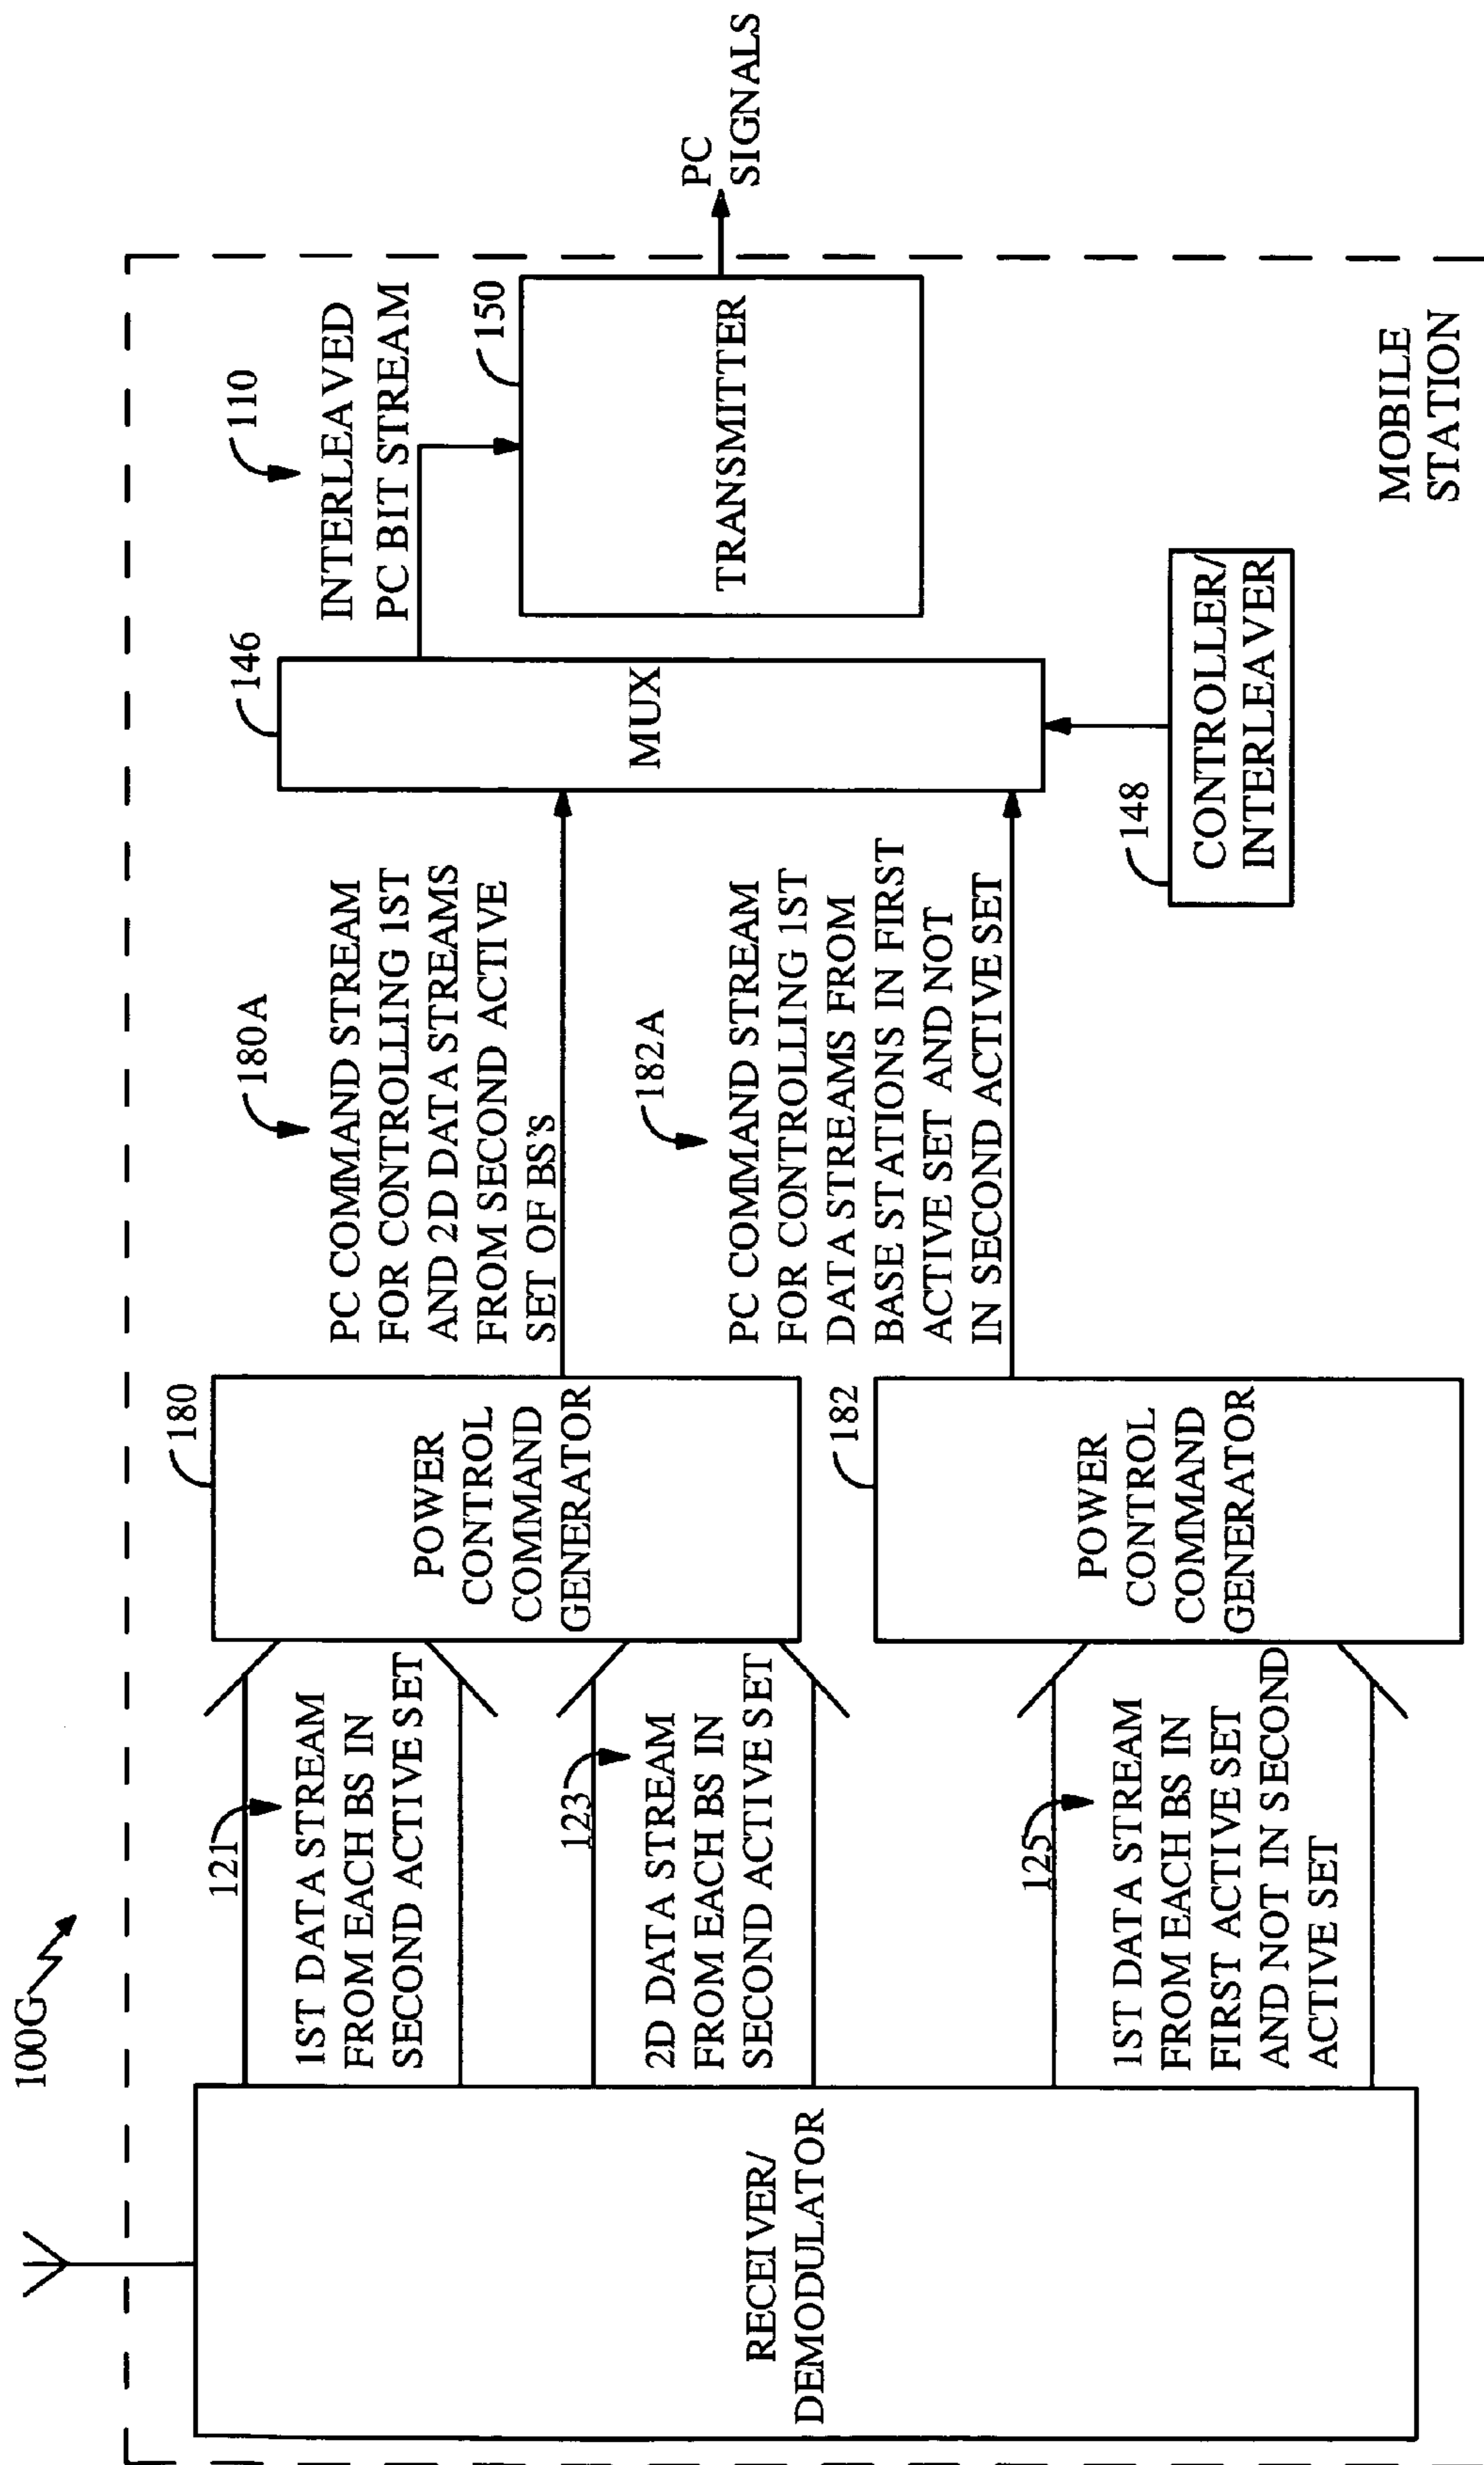 100G
RECEIVER/
DEMODULATOR
121
1ST DATA STREAM
FROM EACH BS IN
SECOND ACTIVE SET
123
2D DATA STREAM
FROM EACH BS IN
SECOND ACTIVE SET
125
1ST DATA STREAM
FROM EACH BS IN
FIRST ACTIVE SET
AND NOT IN SECOND
ACTIVE SET
180
POWER
CONTROL
COMMAND
GENERATOR
182
POWER
CONTROL
COMMAND
GENERATOR
180A
PC COMMAND STREAM
FOR CONTROLLING 1ST
AND 2D DATA STREAMS
FROM SECOND ACTIVE
SET OF BS'S
182A
PC COMMAND STREAM
FOR CONTROLLING 1ST
DATA STREAMS FROM
BASE STATIONS IN FIRST
ACTIVE SET AND NOT
IN SECOND ACTIVE SET
146
MUX
148
CONTROLLER/
INTERLEAVER
110
INTERLEAVED
PC BIT STREAM
150
TRANSMITTER
MOBILE
STATION
PC
SIGNALS